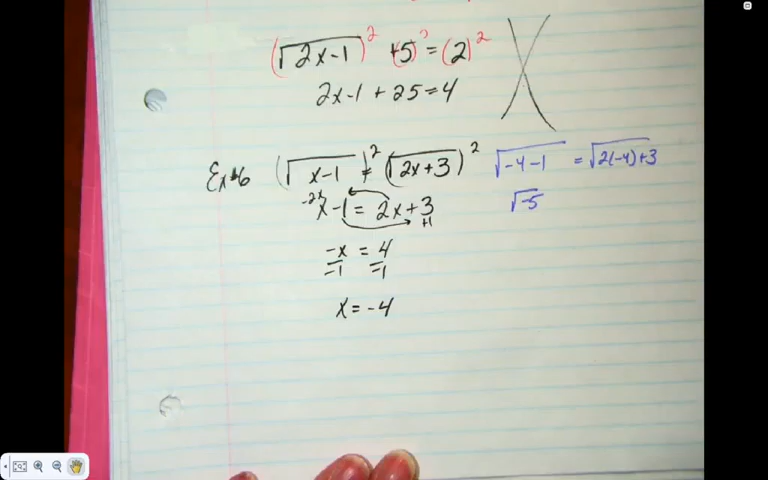 (√2x-1)² +(5)² = (2)²
2x-1 + 25 = 4
Ex#6 (√x-1)² = (√2x+3)² √-4-1 = √2(-4)+3
-2x x-1 = 2x+3 +1 √-5
-x = 4
-1 -1
x = -4